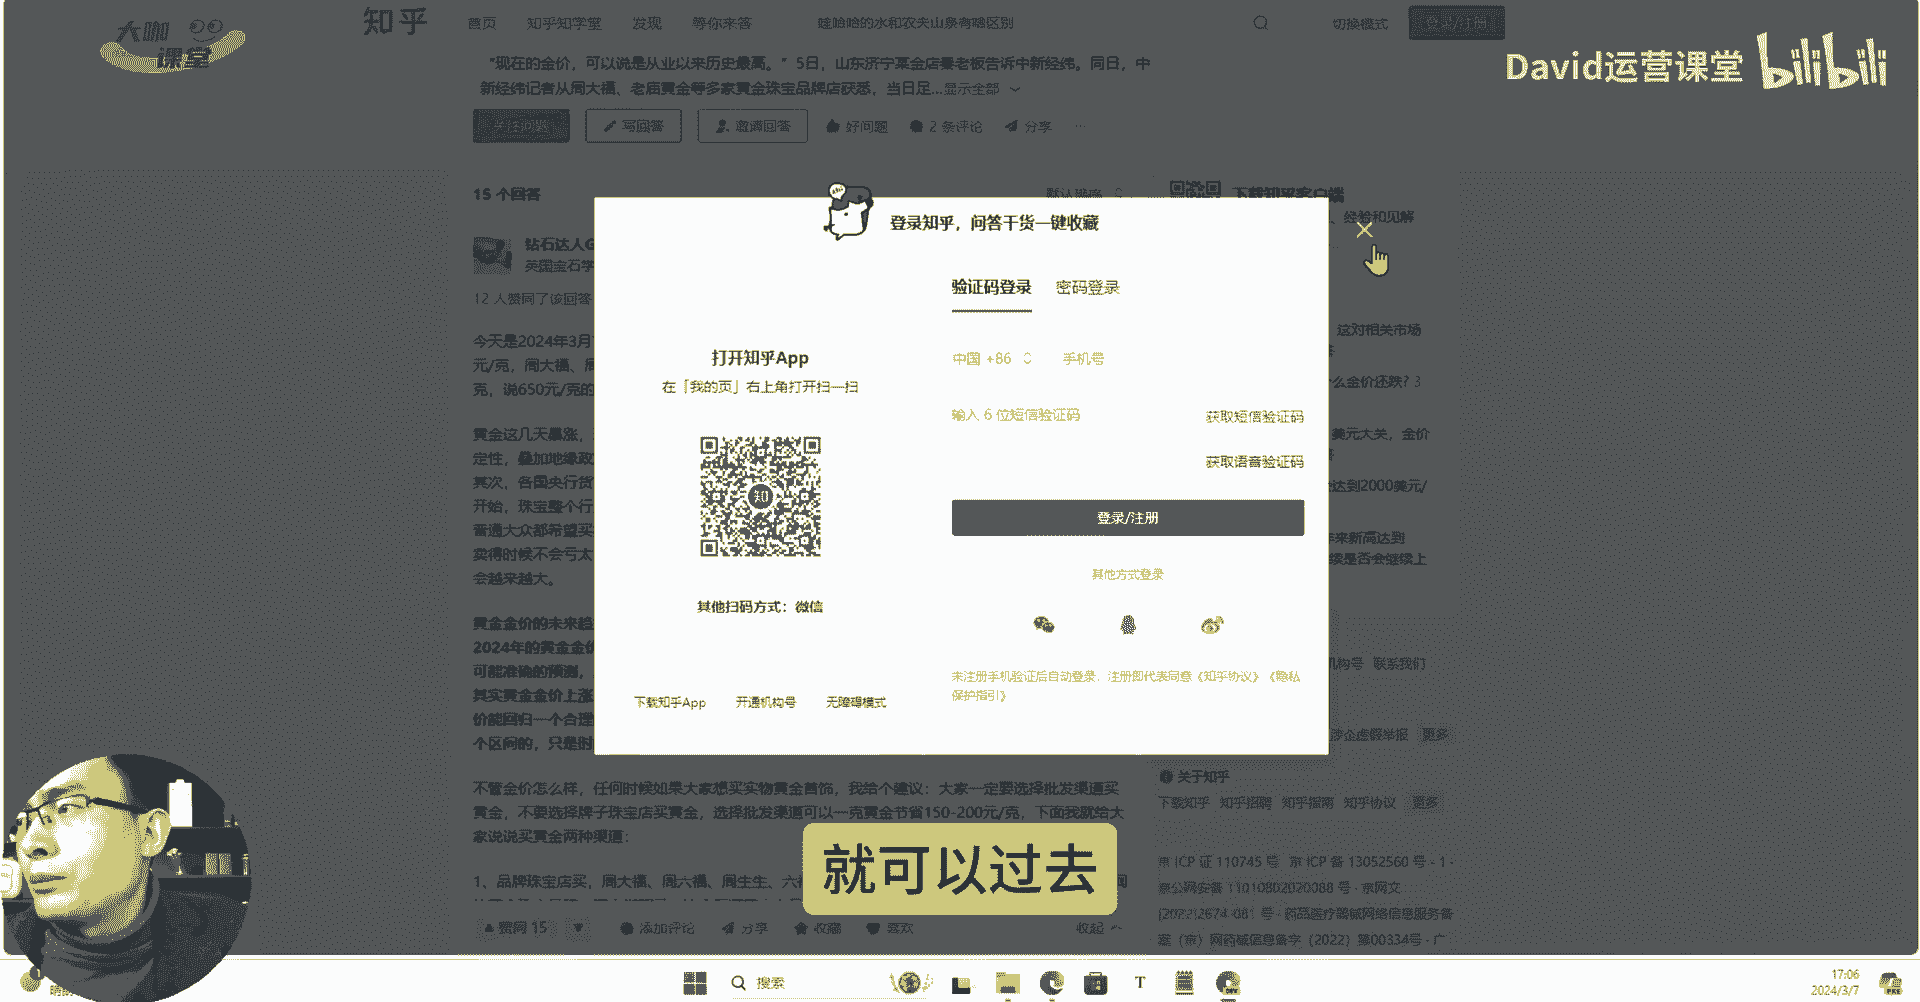 大咖
课堂
知乎
首页 知乎知学堂 发现 等你来答 娃哈哈的水和农夫山泉有啥区别
切换模式 登录/注册
David运营课堂 bilibili
“现在的金价，可以说是从业以来历史最高。”5日，山东济宁某金店秦老板告诉中新经纬。同日，中
新经纬记者从周大福、老庙黄金等多家黄金珠宝品牌店获悉，当日足...显示全部
关注问题 写回答 邀请回答 好问题 2 条评论 分享 ...
15 个回答 默认排序 下载知乎客户端
、经验和见解
登录知乎，问答干货一键收藏
钻石达人G
英国宝石学
12 人赞同了该回答
验证码登录 密码登录
今天是2024年3月
元/克，周大福、
克，说650元/克的
打开知乎App
在「我的页」右上角打开扫一扫
中国 +86 手机号
输入 6 位短信验证码 获取短信验证码
获取语音验证码
登录/注册
其他方式登录
其他扫码方式：微信
未注册手机验证后自动登录，注册即代表同意《知乎协议》《隐私
保护指引》
下载知乎App 开通机构号 无障碍模式
这对相关市场
么金价还跌? 3
美元大关，金价
达到2000美元/
年来新高达到
续是否会继续上
黄金这几天暴涨，
定性，叠加地缘政
其次，各国央行货
开始，珠宝整个行
普通大众都希望买
卖得时候不会亏太
会越来越大。
黄金金价的未来趋
2024年的黄金金价
可能准确的预测，
其实黄金金价上涨
价能回归一个合理
个区间的，只是时
机构号 联系我们
涉企虚假举报 更多
不管金价怎么样，任何时候如果大家想买实物黄金首饰，我给个建议：大家一定要选择批发渠道买
黄金，不要选择牌子珠宝店买黄金，选择批发渠道可以一克黄金节省150-200元/克，下面我就给大
家说说买黄金两种渠道：
关于知乎
下载知乎 知乎招聘 知乎指南 知乎协议 更多
1、品牌珠宝店买，周大福、周六福、周生生、六
京 ICP 证 110745 号 · 京 ICP 备 13052560 号 - 1 ·
京公网安备 11010802020088 号 · 京网文
[2022]2674-081 号 · 药品医疗器械网络信息服务备
案（京）网药械信息备字（2022）第00334号 · 广
赞同 15 添加评论 分享 收藏 喜欢 收起
就可以过去
搜索
17:06
2024/3/7